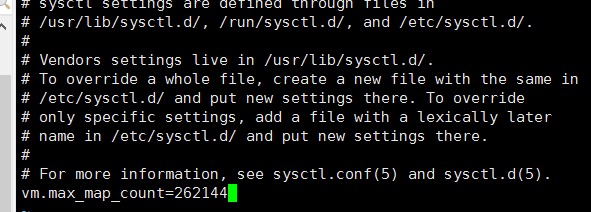 # sysctl settings are defined through files in
# /usr/lib/sysctl.d/, /run/sysctl.d/, and /etc/sysctl.d/.
#
# Vendors settings live in /usr/lib/sysctl.d/.
# To override a whole file, create a new file with the same in
# /etc/sysctl.d/ and put new settings there. To override
# only specific settings, add a file with a lexically later
# name in /etc/sysctl.d/ and put new settings there.
#
# For more information, see sysctl.conf(5) and sysctl.d(5).
vm.max_map_count=262144